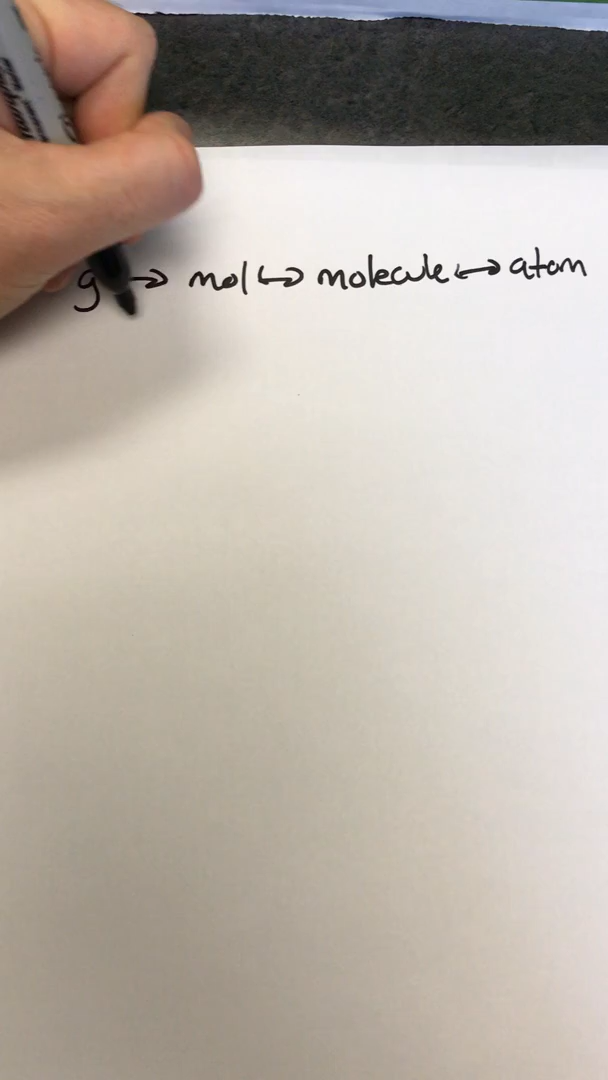 g ↔ mol ↔ molecule ↔ atom